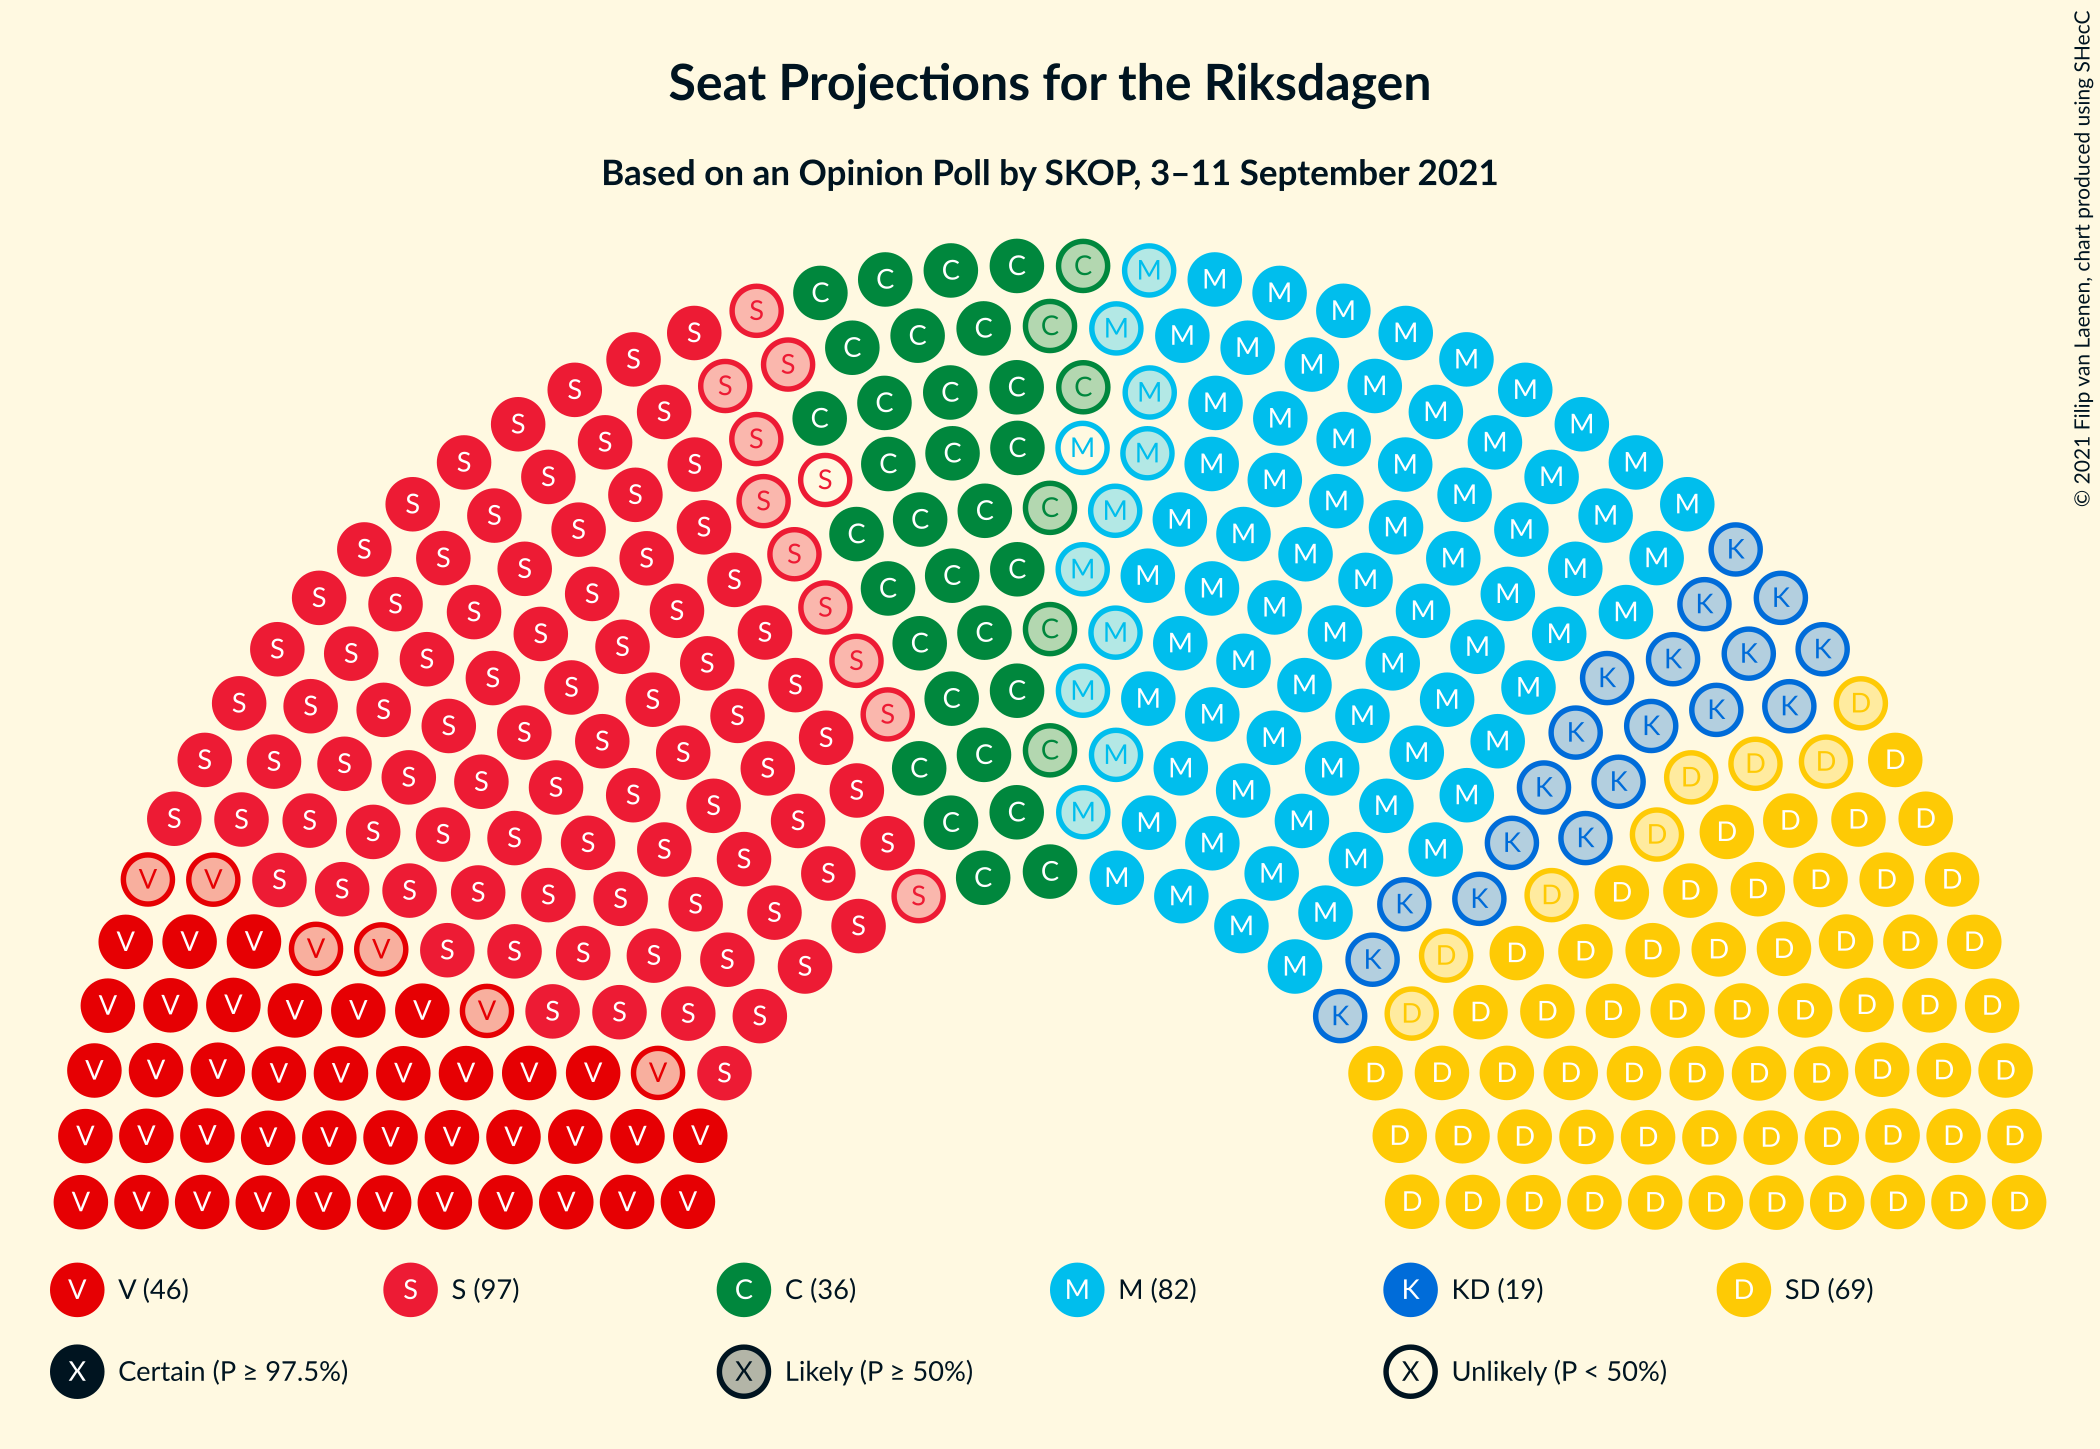 Seat Projections for the Riksdagen
Based on an Opinion Poll by SKOP, 3–11 September 2021
© 2021 Filip van Laenen, chart produced using SHecC
V V (46) S S (97) C C (36) M M (82) K KD (19) D SD (69)
X Certain (P ≥ 97.5%) X Likely (P ≥ 50%) X Unlikely (P < 50%)